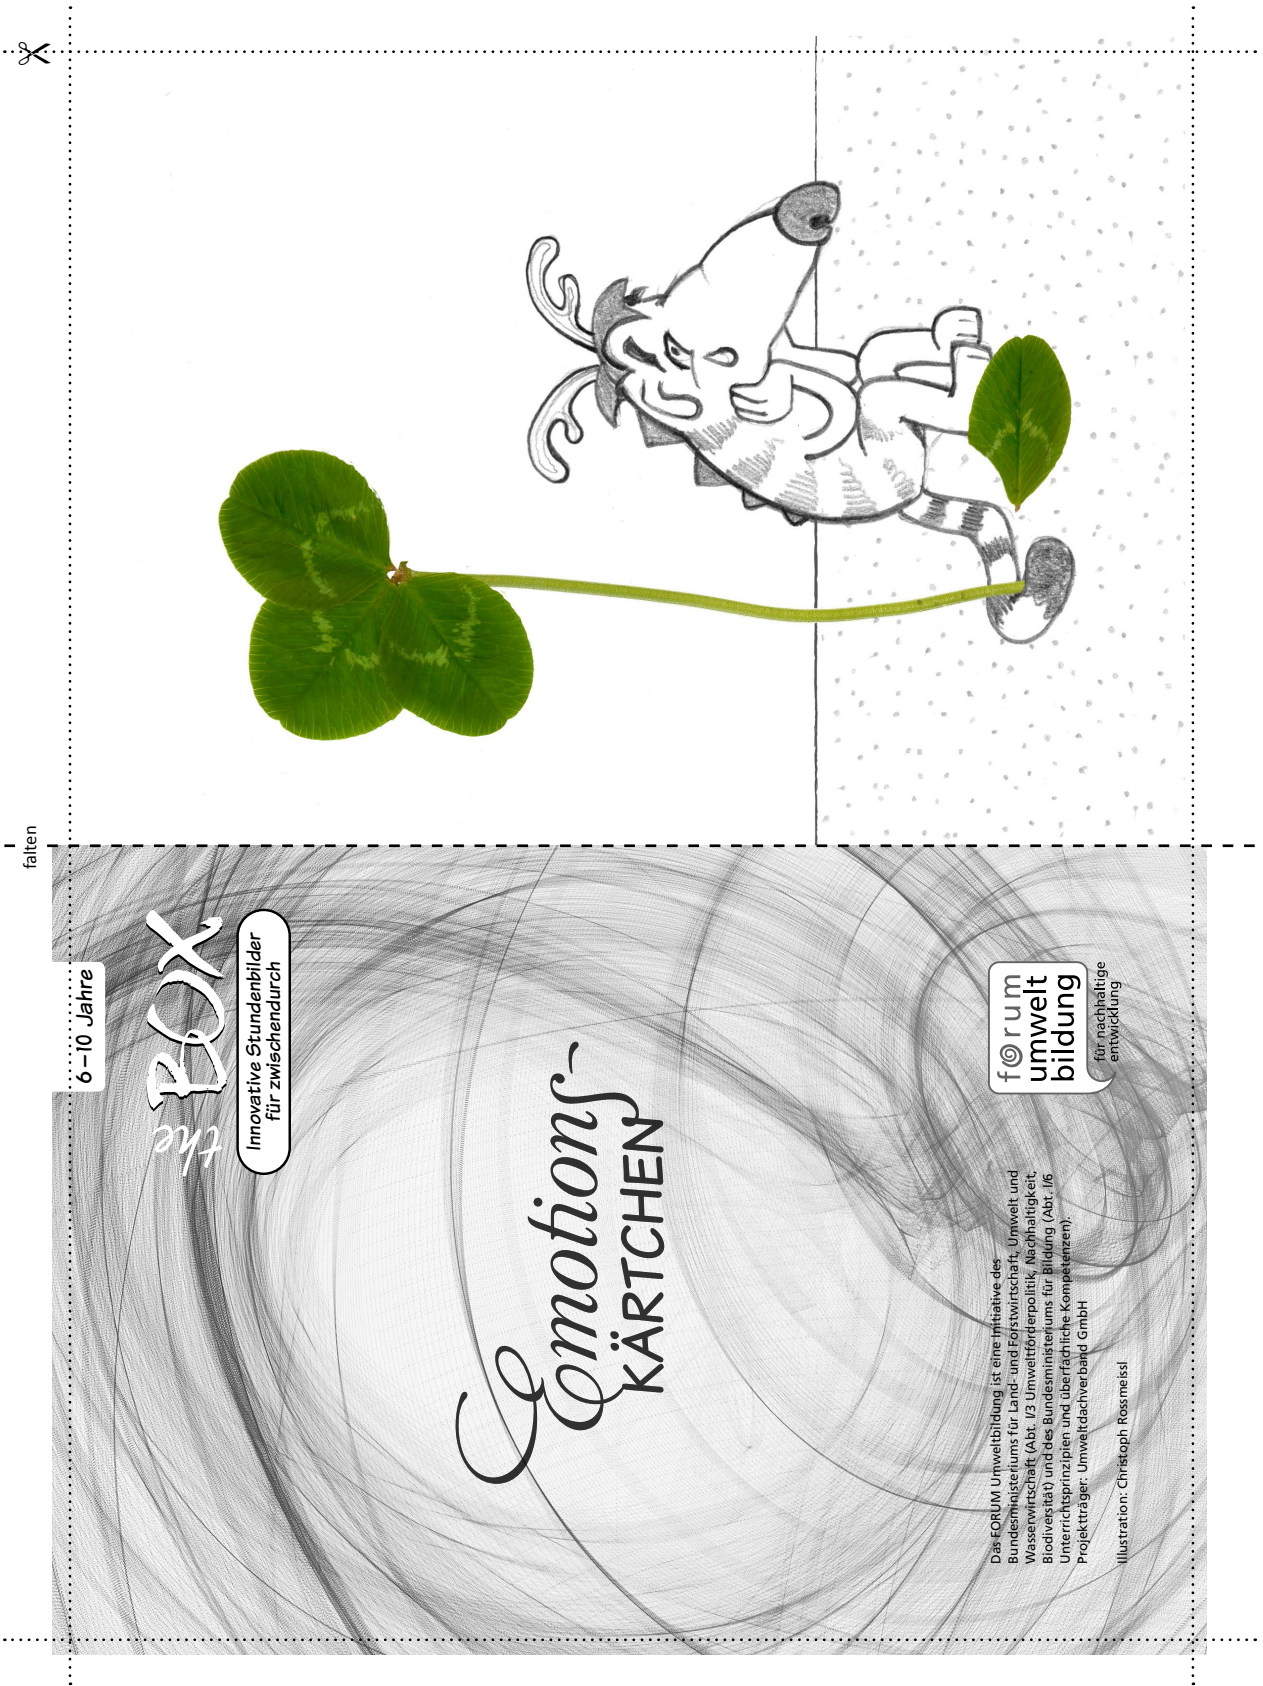 falten
6–10 Jahre
the BOX
Innovative Stundenbilder
für zwischendurch
Emotions-
KÄRTCHEN
forum
umwelt
bildung
für nachhaltige
entwicklung
Das FORUM Umweltbildung ist eine Initiative des
Bundesministeriums für Land- und Forstwirtschaft, Umwelt und
Wasserwirtschaft (Abt. I/3 Umweltförderpolitik, Nachhaltigkeit,
Biodiversität) und des Bundesministeriums für Bildung (Abt. I/6
Unterrichtsprinzipien und überfachliche Kompetenzen).
Projektträger: Umweltdachverband GmbH
Illustration: Christoph Rossmeissl